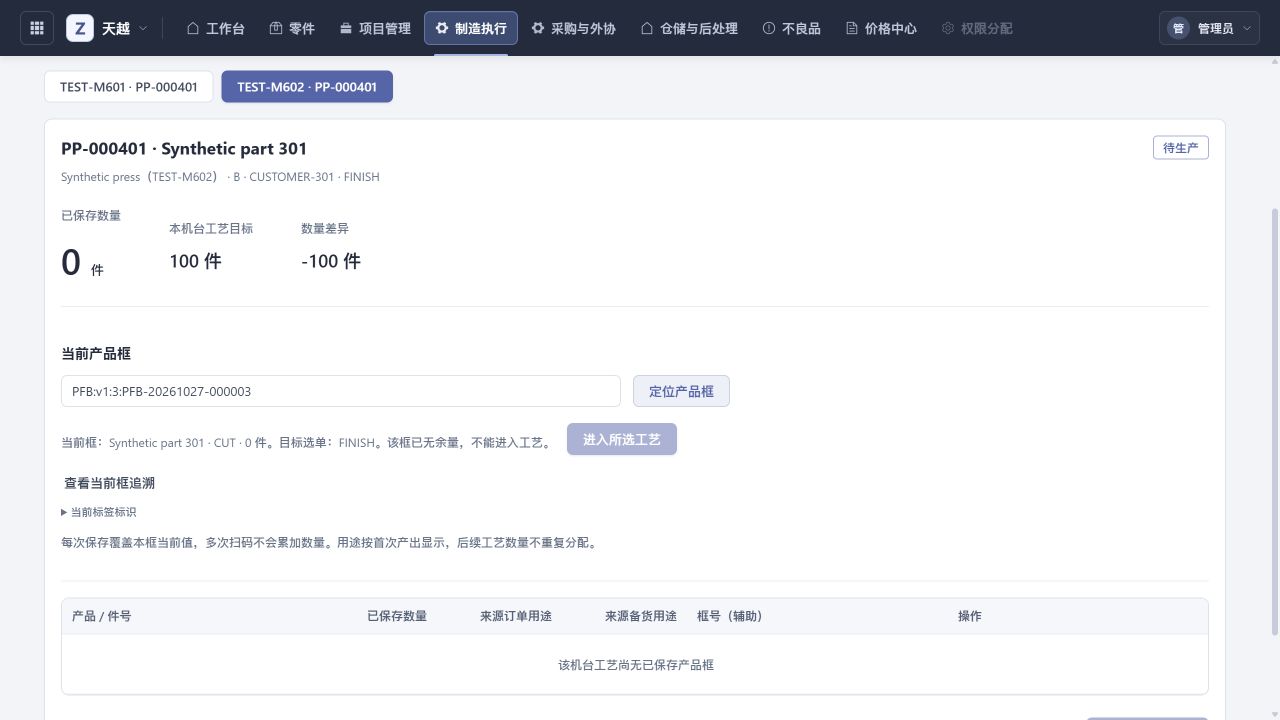 Z 天越 工作台 零件 项目管理 制造执行 采购与外协 仓储与后处理 不良品 价格中心 权限分配 管 管理员
TEST-M601 · PP-000401 TEST-M602 · PP-000401
PP-000401 · Synthetic part 301 待生产
Synthetic press（TEST-M602） · B · CUSTOMER-301 · FINISH
已保存数量 本机台工艺目标 数量差异
0 件 100 件 -100 件
当前产品框
PFB:v1:3:PFB-20261027-000003 定位产品框
当前框：Synthetic part 301 · CUT · 0 件。目标选单：FINISH。该框已无余量，不能进入工艺。 进入所选工艺
查看当前框追溯
当前标签标识
每次保存覆盖本框当前值，多次扫码不会累加数量。用途按首次产出显示，后续工艺数量不重复分配。
产品 / 件号 已保存数量 来源订单用途 来源备货用途 框号（辅助） 操作
该机台工艺尚无已保存产品框